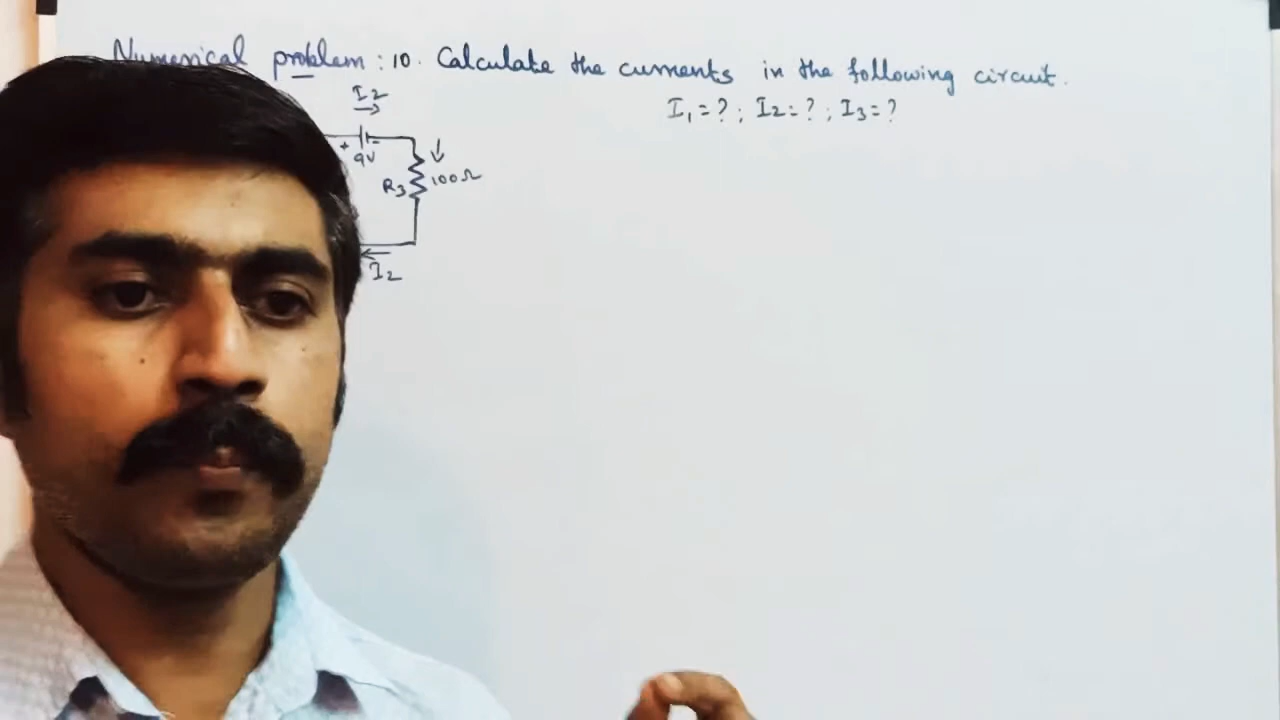 Numerical problem : 10. Calculate the currents in the following circuit.
I₁ = ? ; I₂ = ? ; I₃ = ?
I₂
+ 9V -
R₃ 100Ω
I₂